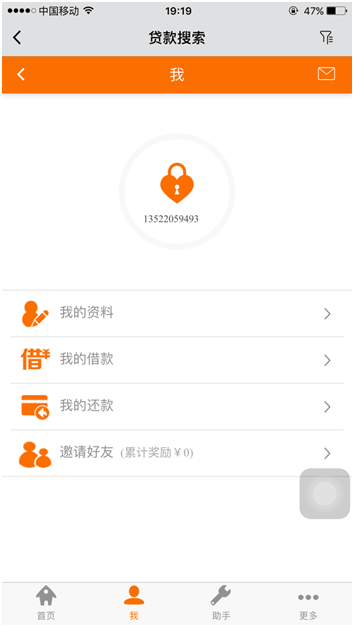 中国移动 19:19 47%
贷款搜索
我
13522059493
我的资料
借¥ 我的借款
我的还款
邀请好友 (累计奖励￥0)
首页 我 助手 更多